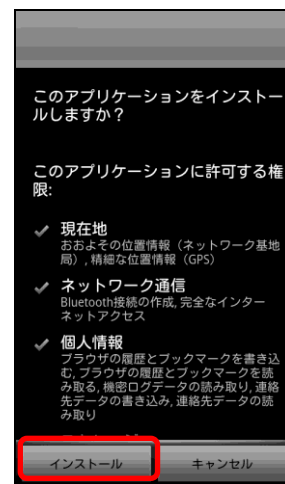 このアプリケーションをインストー
ルしますか？
このアプリケーションに許可する権
限:
現在地
おおよその位置情報（ネットワーク基地
局）, 精細な位置情報（GPS）
ネットワーク通信
Bluetooth接続の作成, 完全なインター
ネットアクセス
個人情報
ブラウザの履歴とブックマークを書き込
む, ブラウザの履歴とブックマークを読
み取る, 機密ログデータの読み取り, 連絡
先データの書き込み, 連絡先データの読
み取り
インストール
キャンセル